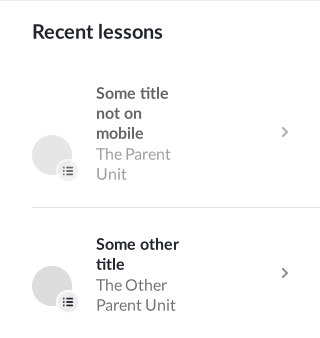 Recent lessons
Some title
not on
mobile
The Parent
Unit
Some other
title
The Other
Parent Unit